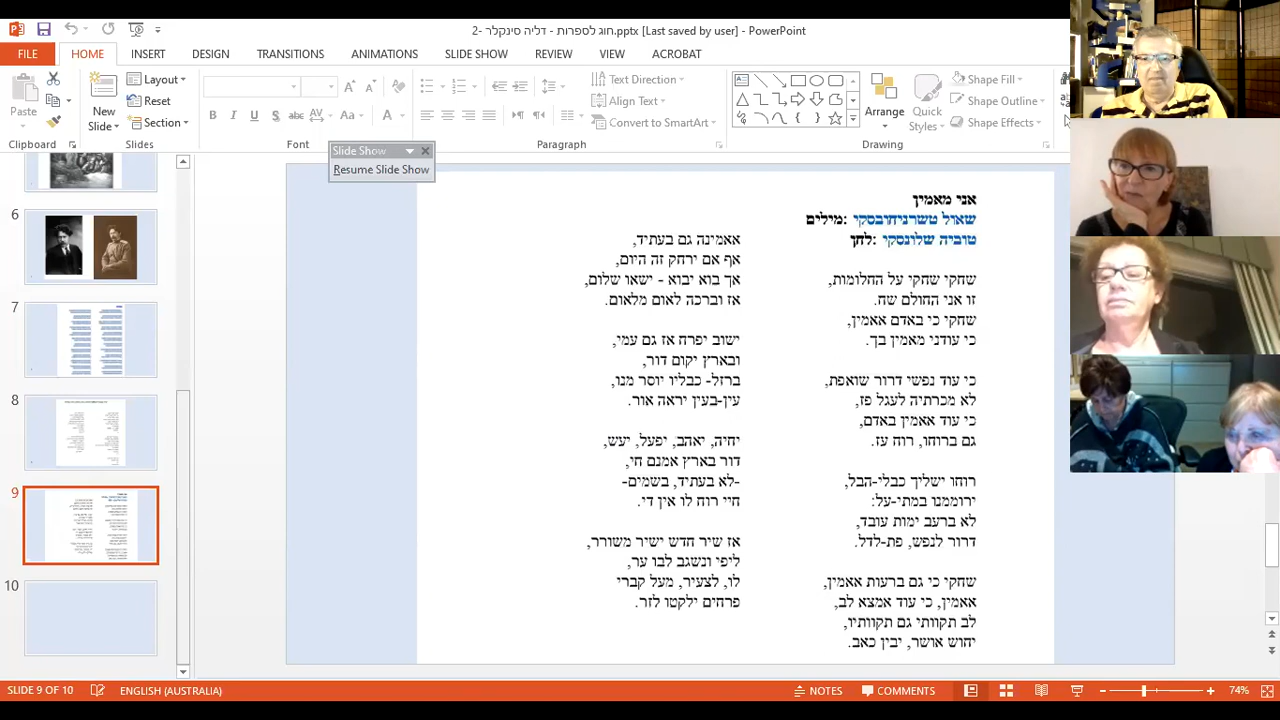 חוג לספרות - דליה סינקלר -2.pptx [Last saved by user] - PowerPoint
FILE HOME INSERT DESIGN TRANSITIONS ANIMATIONS SLIDE SHOW REVIEW VIEW ACROBAT
Paste
New Slide
Layout
Reset
Section
B I U S abc AV Aa A
Text Direction
Align Text
Convert to SmartArt
Arrange
Quick Styles
Shape Fill
Shape Outline
Shape Effects
Clipboard Slides Font Paragraph Drawing
Slide Show
Resume Slide Show
6
7
8
9
10
אני מאמין
מילים: שאול טשרניחובסקי
לחן: טוביה שלונסקי
שחקי שחקי על החלומות,
זו אני החולם שח.
שחקי כי באדם אאמין,
כי עודני מאמין בך.
כי עוד נפשי דרור שואפת,
לא מכרתיה לעגל פז,
כי עוד אאמין באדם,
גם ברוחו, רוח עז.
רוחו ישליך כבלי-הבל,
ירוממנו במתי-על:
לא ברעב ימות עובד,
דרור לנפש, פת-לדל.
שחקי כי גם ברעות אאמין,
אאמין, כי עוד אמצא לב,
לב תקוותי גם תקוותיו,
יחוש אושר, יבין כאב.
אאמינה גם בעתיד,
אף אם ירחק זה היום,
אך בוא יבוא - ישאו שלום,
אז וברכה לאום מלאום.
ישוב יפרח אז גם עמי,
ובארץ יקום דור,
ברזל- כבליו יוסר מנו,
עין-בעין יראה אור.
יחיה, יאהב, יפעל, יעש,
דור בארץ אמנם חי,
-לא בעתיד, בשמים-
חיי רוח לו אין די.
אז שיר חדש ישיר משורר,
ליפי ונשגב לבו ער,
לו, לצעיר, מעל קברי
פרחים ילקטו לזר.
SLIDE 9 OF 10 ENGLISH (AUSTRALIA) NOTES COMMENTS 74%